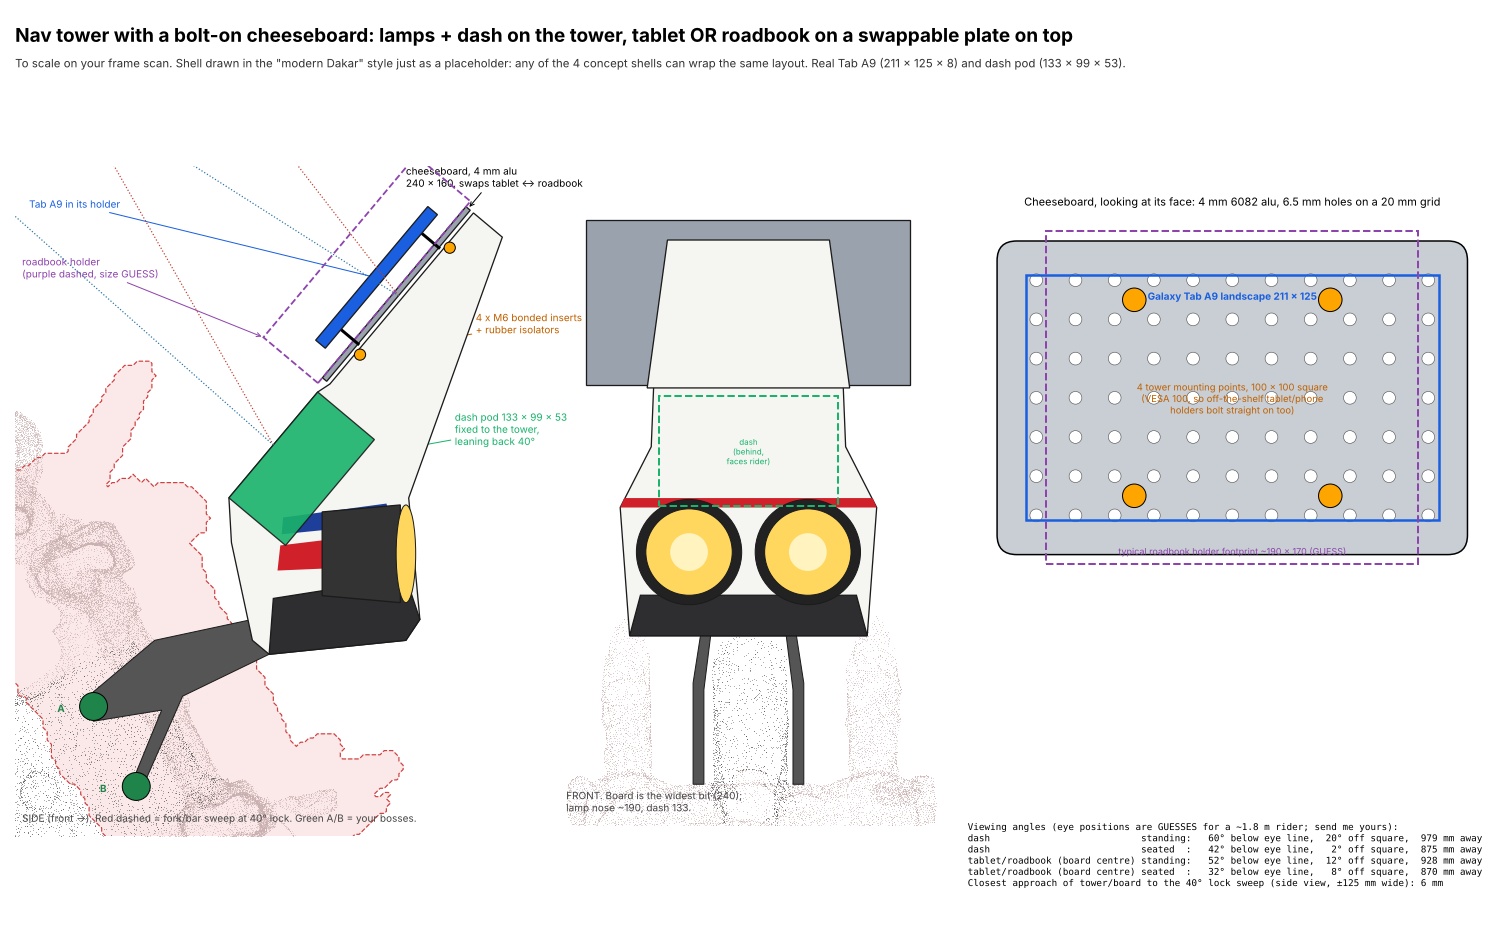 Nav tower with a bolt-on cheeseboard: lamps + dash on the tower, tablet OR roadbook on a swappable plate on top
To scale on your frame scan. Shell drawn in the "modern Dakar" style just as a placeholder: any of the 4 concept shells can wrap the same layout. Real Tab A9 (211 × 125 × 8) and dash pod (133 × 99 × 53).
cheeseboard, 4 mm alu
240 × 160, swaps tablet ↔ roadbook
Tab A9 in its holder
roadbook holder
(purple dashed, size GUESS)
4 x M6 bonded inserts
+ rubber isolators
dash pod 133 × 99 × 53
fixed to the tower,
leaning back 40°
A
B
SIDE (front →). Red dashed = fork/bar sweep at 40° lock. Green A/B = your bosses.
dash
(behind,
faces rider)
FRONT. Board is the widest bit (240);
lamp nose ~190, dash 133.
Cheeseboard, looking at its face: 4 mm 6082 alu, 6.5 mm holes on a 20 mm grid
Galaxy Tab A9 landscape 211 × 125
4 tower mounting points, 100 × 100 square
(VESA 100, so off-the-shelf tablet/phone
holders bolt straight on too)
typical roadbook holder footprint ~190 × 170 (GUESS)
Viewing angles (eye positions are GUESSES for a ~1.8 m rider; send me yours):
dash standing: 60° below eye line, 20° off square, 979 mm away
dash seated : 42° below eye line, 2° off square, 875 mm away
tablet/roadbook (board centre) standing: 52° below eye line, 12° off square, 928 mm away
tablet/roadbook (board centre) seated : 32° below eye line, 8° off square, 870 mm away
Closest approach of tower/board to the 40° lock sweep (side view, ±125 mm wide): 6 mm